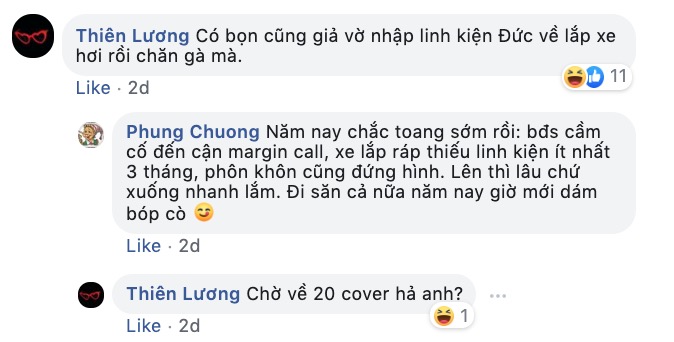 Thiên Lương Có bọn cũng giả vờ nhập linh kiện Đức về lắp xe
hơi rồi chăn gà mà.
11
Like · 2d
Phung Chuong Năm nay chắc toang sớm rồi: bđs cầm
cố đến cận margin call, xe lắp ráp thiếu linh kiện ít nhất
3 tháng, phôn khôn cũng đứng hình. Lên thì lâu chứ
xuống nhanh lắm. Đi săn cả nữa năm nay giờ mới dám
bóp cò
Like · 2d
Thiên Lương Chờ về 20 cover hả anh?
1
Like · 2d